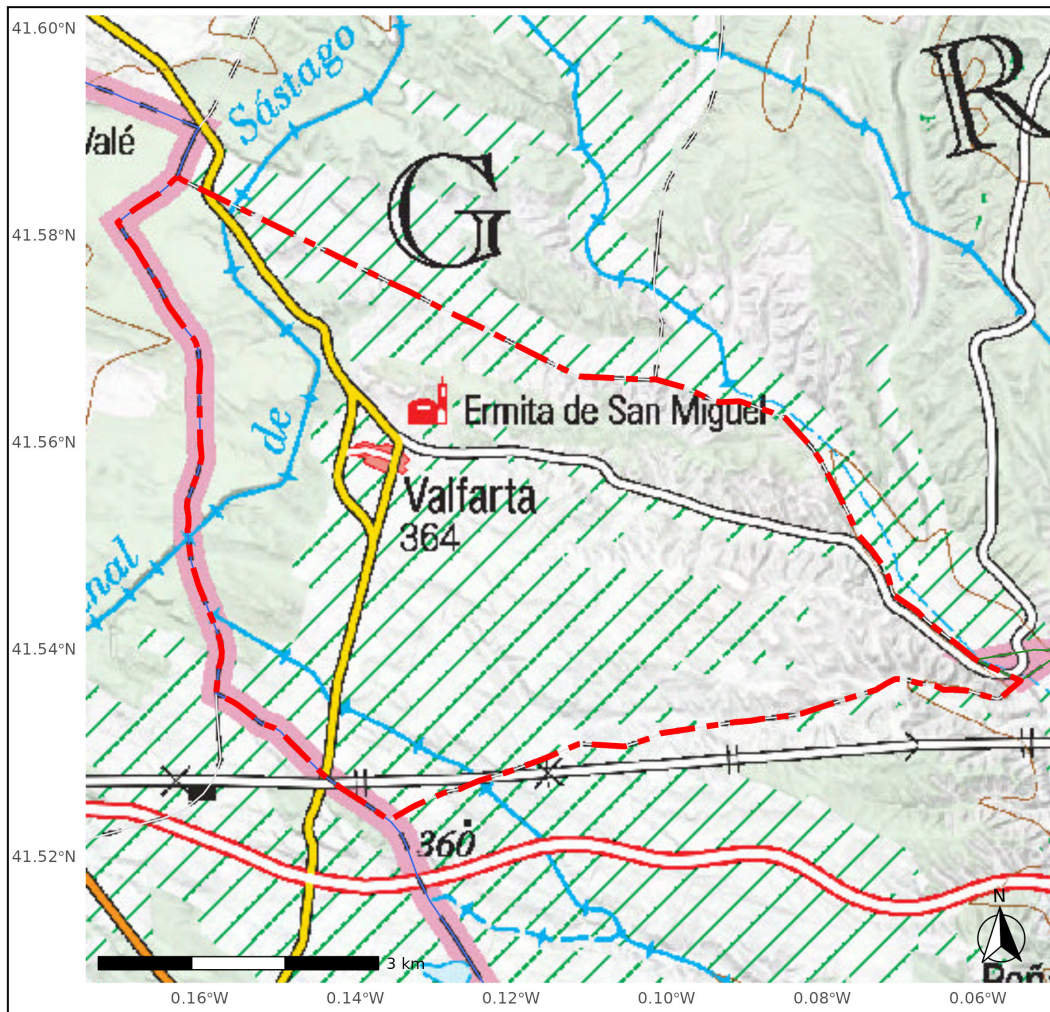 41.60°N
Sástago
R
Valé
G
41.58°N
de
Ermita de San Miguel
41.56°N
Valfarta
364
nal
41.54°N
360
41.52°N
N
3 km
0.16°W
0.14°W
0.12°W
0.10°W
0.08°W
0.06°W